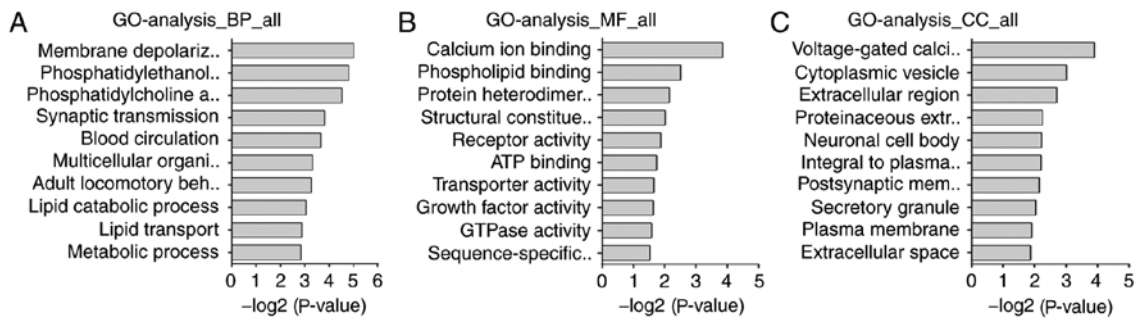 A
GO-analysis_BP_all
Membrane depolariz..
Phosphatidylethanol..
Phosphatidylcholine a..
Synaptic transmission
Blood circulation
Multicellular organi..
Adult locomotory beh..
Lipid catabolic process
Lipid transport
Metabolic process
0 1 2 3 4 5 6
–log2 (P-value)
B
GO-analysis_MF_all
Calcium ion binding
Phospholipid binding
Protein heterodimer..
Structural constitue..
Receptor activity
ATP binding
Transporter activity
Growth factor activity
GTPase activity
Sequence-specific..
0 1 2 3 4 5
–log2 (P-value)
C
GO-analysis_CC_all
Voltage-gated calci..
Cytoplasmic vesicle
Extracellular region
Proteinaceous extr..
Neuronal cell body
Integral to plasma..
Postsynaptic mem..
Secretory granule
Plasma membrane
Extracellular space
0 1 2 3 4 5
–log2 (P-value)